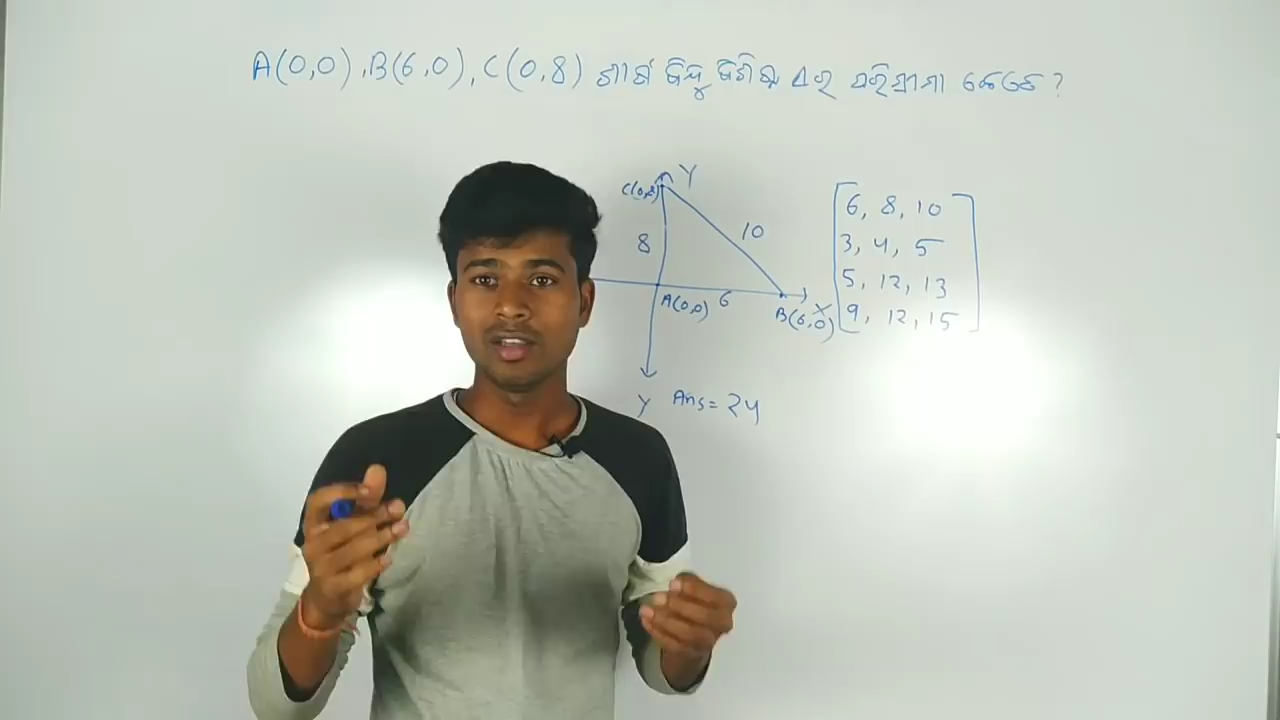 A(0,0), B(6,0), C(0,8) ଶୀର୍ଷ ବିନ୍ଦୁ ବିଶିଷ୍ଟ Δର ପରିସୀମା କେତେ?
Y
C(0,8)
8
10
A(0,0)
6
B(6,0)
X
Y
Ans = 24
6, 8, 10
3, 4, 5
5, 12, 13
9, 12, 15